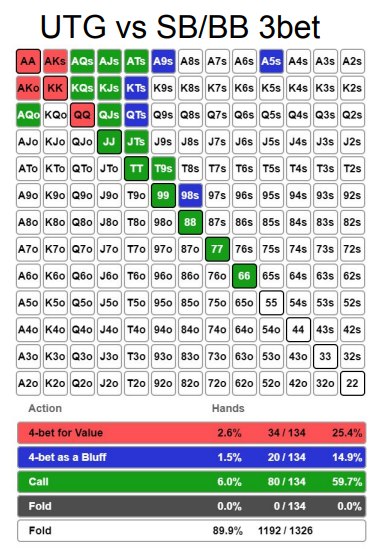 UTG vs SB/BB 3bet
AA AKs AQs AJs ATs A9s A8s A7s A6s A5s A4s A3s A2s
AKo KK KQs KJs KTs K9s K8s K7s K6s K5s K4s K3s K2s
AQo KQo QQ QJs QTs Q9s Q8s Q7s Q6s Q5s Q4s Q3s Q2s
AJo KJo QJo JJ JTs J9s J8s J7s J6s J5s J4s J3s J2s
ATo KTo QTo JTo TT T9s T8s T7s T6s T5s T4s T3s T2s
A9o K9o Q9o J9o T9o 99 98s 97s 96s 95s 94s 93s 92s
A8o K8o Q8o J8o T8o 98o 88 87s 86s 85s 84s 83s 82s
A7o K7o Q7o J7o T7o 97o 87o 77 76s 75s 74s 73s 72s
A6o K6o Q6o J6o T6o 96o 86o 76o 66 65s 64s 63s 62s
A5o K5o Q5o J5o T5o 95o 85o 75o 65o 55 54s 53s 52s
A4o K4o Q4o J4o T4o 94o 84o 74o 64o 54o 44 43s 42s
A3o K3o Q3o J3o T3o 93o 83o 73o 63o 53o 43o 33 32s
A2o K2o Q2o J2o T2o 92o 82o 72o 62o 52o 42o 32o 22
Action Hands
4-bet for Value 2.6% 34 / 134 25.4%
4-bet as a Bluff 1.5% 20 / 134 14.9%
Call 6.0% 80 / 134 59.7%
Fold 0.0% 0 / 134 0.0%
Fold 89.9% 1192 / 1326